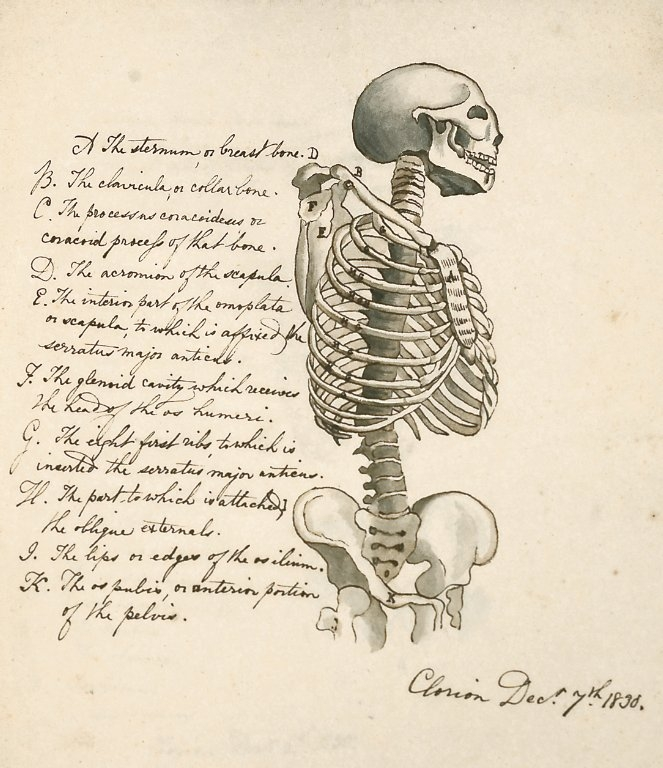 A The sternum, or breast bone.
B. The clavicula, or collar bone.
C. The processus coracoideus or
coracoid process of that bone.
D. The acromion of the scapula.
E. The interior part of the omoplata
or scapula, to which is affixed the
serratus major anticus.
F. The glenoid cavity which receives
the head of the os humeri.
G. The eight first ribs to which is
inserted the serratus major anticus.
H. The part to which is attached
the oblique externals.
I. The lips or edges of the os ilium.
K. The os pubis, or anterior portion
of the pelvis.
D
B
F
E
G
A
I
K
Clorion Decr. 7th 1830.